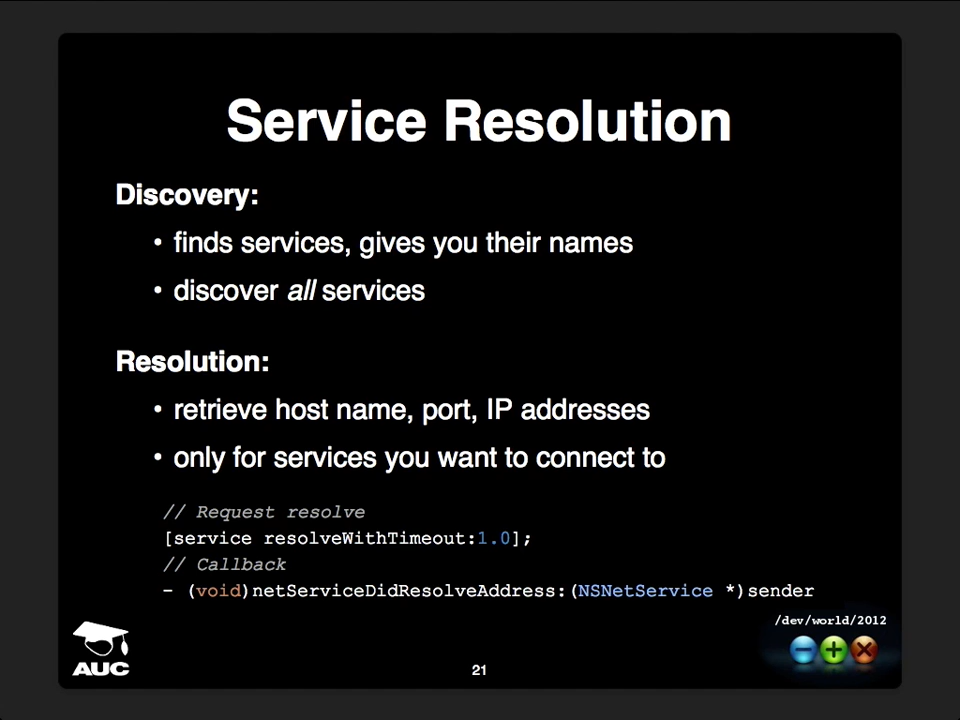 Service Resolution
Discovery:
• finds services, gives you their names
• discover all services
Resolution:
• retrieve host name, port, IP addresses
• only for services you want to connect to
// Request resolve
[service resolveWithTimeout:1.0];
// Callback
- (void)netServiceDidResolveAddress:(NSNetService *)sender
/dev/world/2012
AUC
21